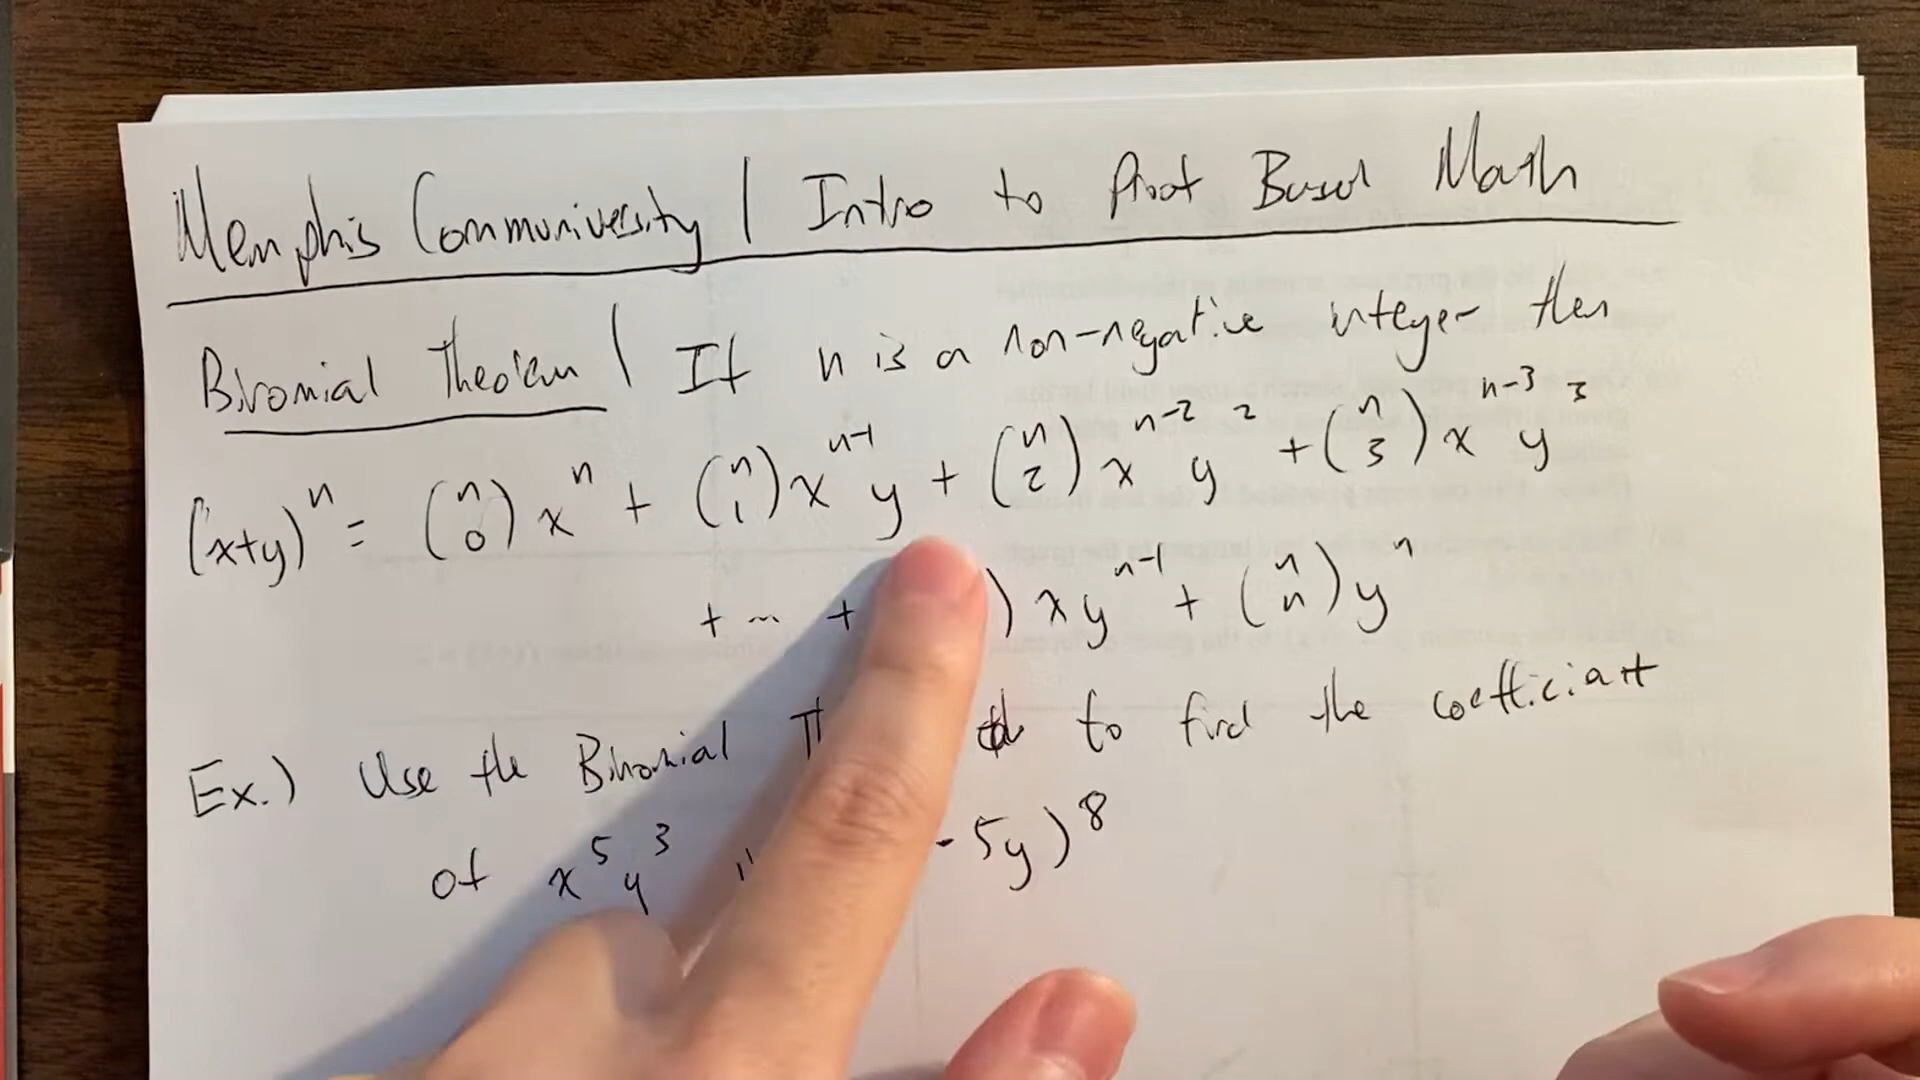 Memphis Communiversity | Intro to Proof Based Math
Binomial Theorem | If n is a non-negative integer then
(x+y)^n = (n 0) x^n + (n 1) x^{n-1} y + (n 2) x^{n-2} y^2 + (n 3) x^{n-3} y^3
+ ... + ) x y^{n-1} + (n n) y^n
Ex.) Use the Binomial Th to find the coefficient
of x^5 y^3 - 5y)^8